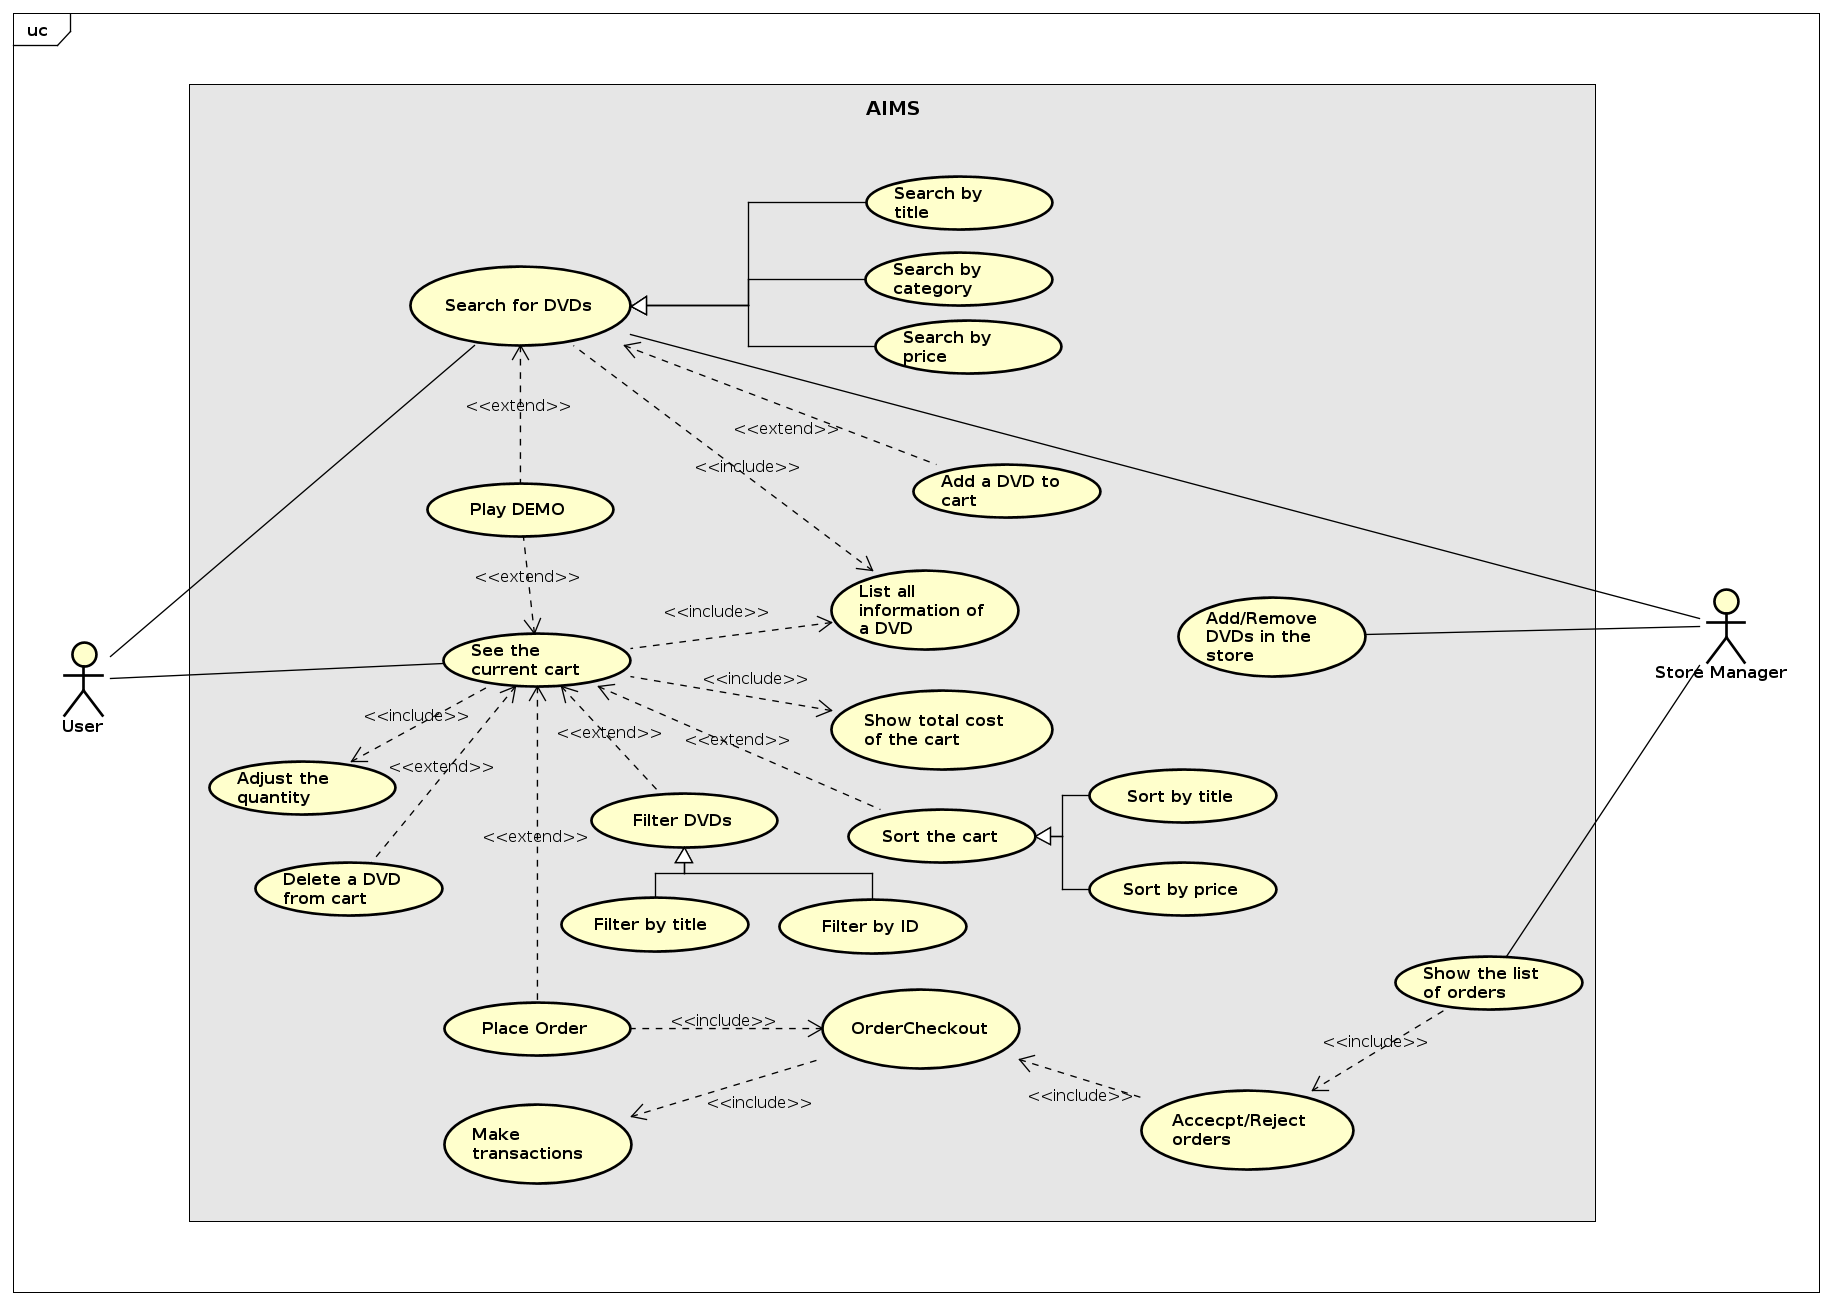 uc
AIMS
Search by
title
Search by
category
Search for DVDs
Search by
price
<<extend>>
<<extend>>
<<include>>
Add a DVD to
cart
Play DEMO
<<extend>>
List all
information of
a DVD
<<include>>
Add/Remove
DVDs in the
store
See the
current cart
Store Manager
User
<<include>>
<<include>>
<<extend>>
<<extend>>
Show total cost
of the cart
<<extend>>
Adjust the
quantity
Sort by title
Filter DVDs
Sort the cart
<<extend>>
Delete a DVD
from cart
Sort by price
Filter by title
Filter by ID
Show the list
of orders
Place Order
<<include>>
OrderCheckout
<<include>>
<<include>>
<<include>>
Make
transactions
Accecpt/Reject
orders